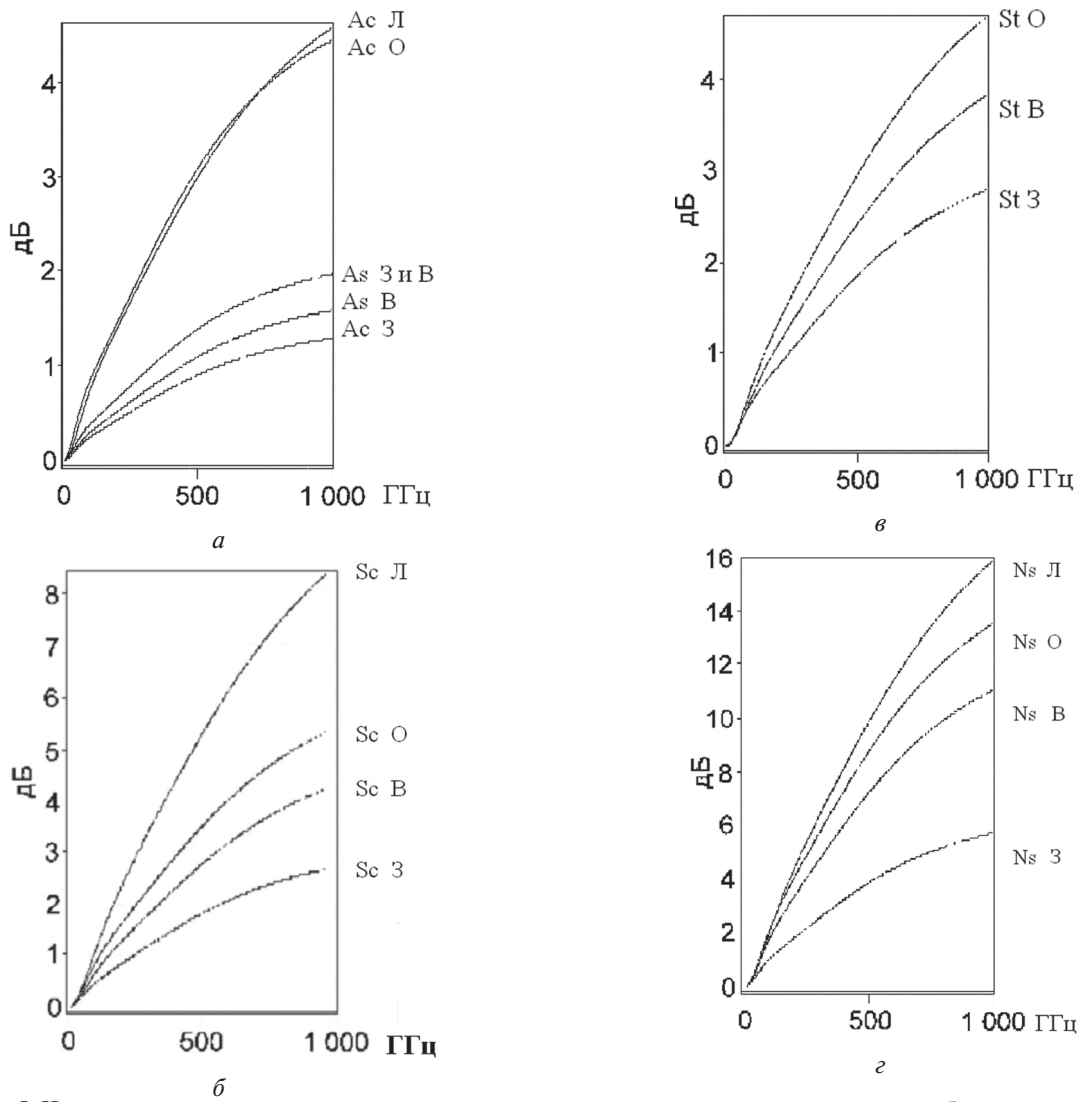 Ac Л
Ac О
As З и В
As В
Ac З
дБ
4
3
2
1
0
0 500 1 000 ГГц
а
St О
St В
St З
дБ
4
3
2
1
0
0 500 1 000 ГГц
в
Sc Л
Sc О
Sc В
Sc З
дБ
8
7
6
5
4
3
2
1
0
0 500 1 000 ГГц
б
Ns Л
Ns О
Ns В
Ns З
дБ
16
14
12
10
8
6
4
2
0
0 500 1 000 ГГц
г